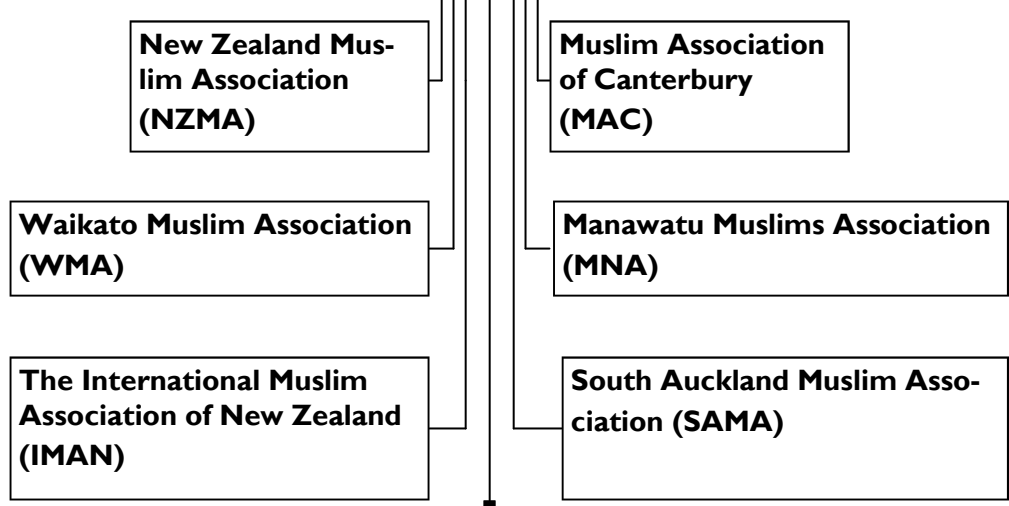 New Zealand Mus-
lim Association
(NZMA)
Muslim Association
of Canterbury
(MAC)
Waikato Muslim Association
(WMA)
Manawatu Muslims Association
(MNA)
The International Muslim
Association of New Zealand
(IMAN)
South Auckland Muslim Asso-
ciation (SAMA)